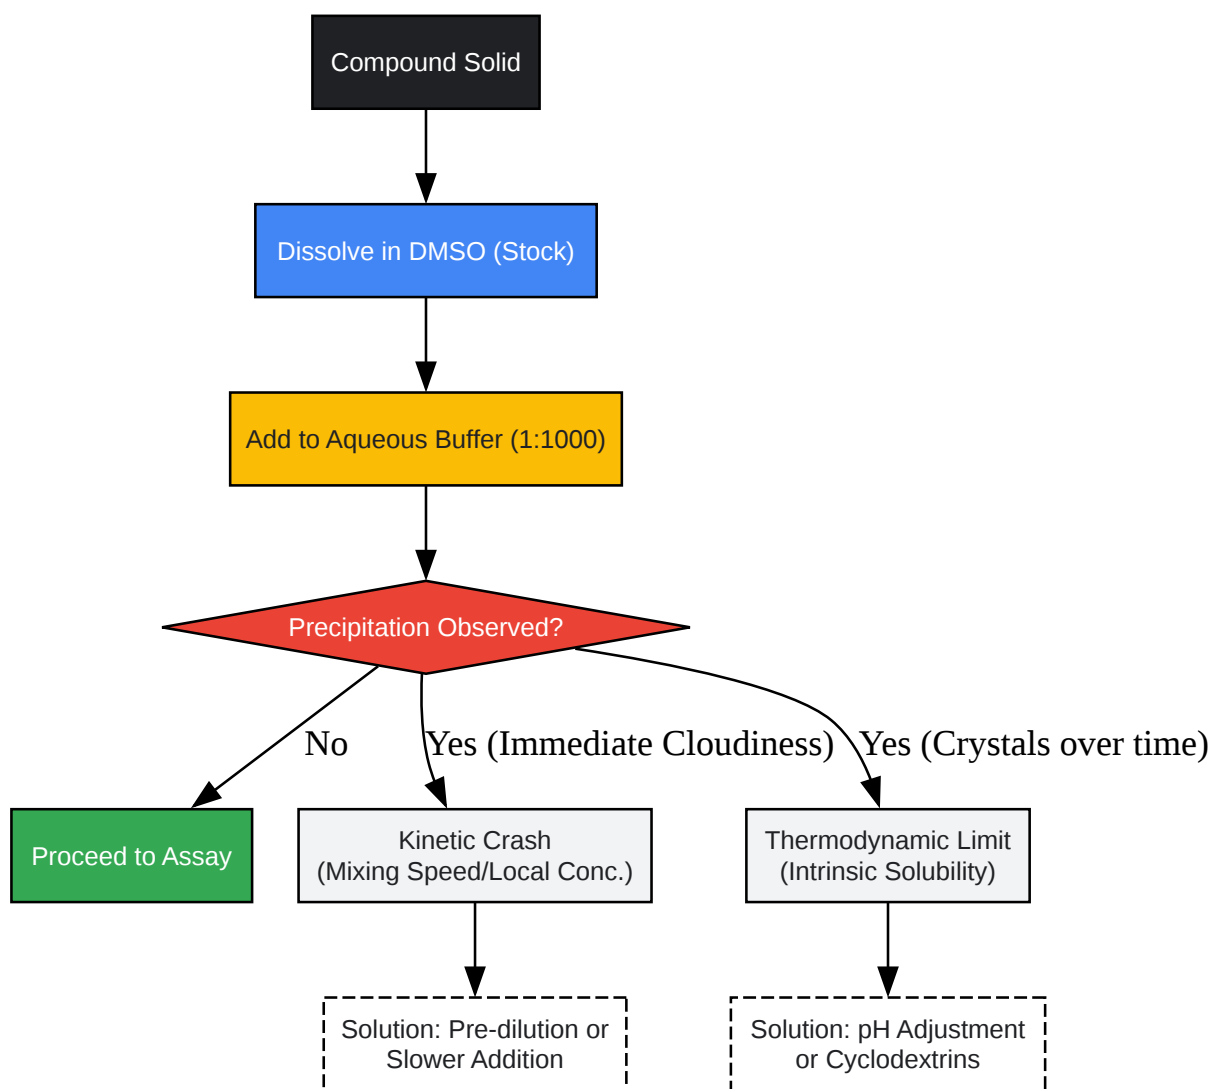 Compound Solid
Dissolve in DMSO (Stock)
Add to Aqueous Buffer (1:1000)
Precipitation Observed?
No
Yes (Immediate Cloudiness)
Yes (Crystals over time)
Proceed to Assay
Kinetic Crash
(Mixing Speed/Local Conc.)
Thermodynamic Limit
(Intrinsic Solubility)
Solution: Pre-dilution or
Slower Addition
Solution: pH Adjustment
or Cyclodextrins